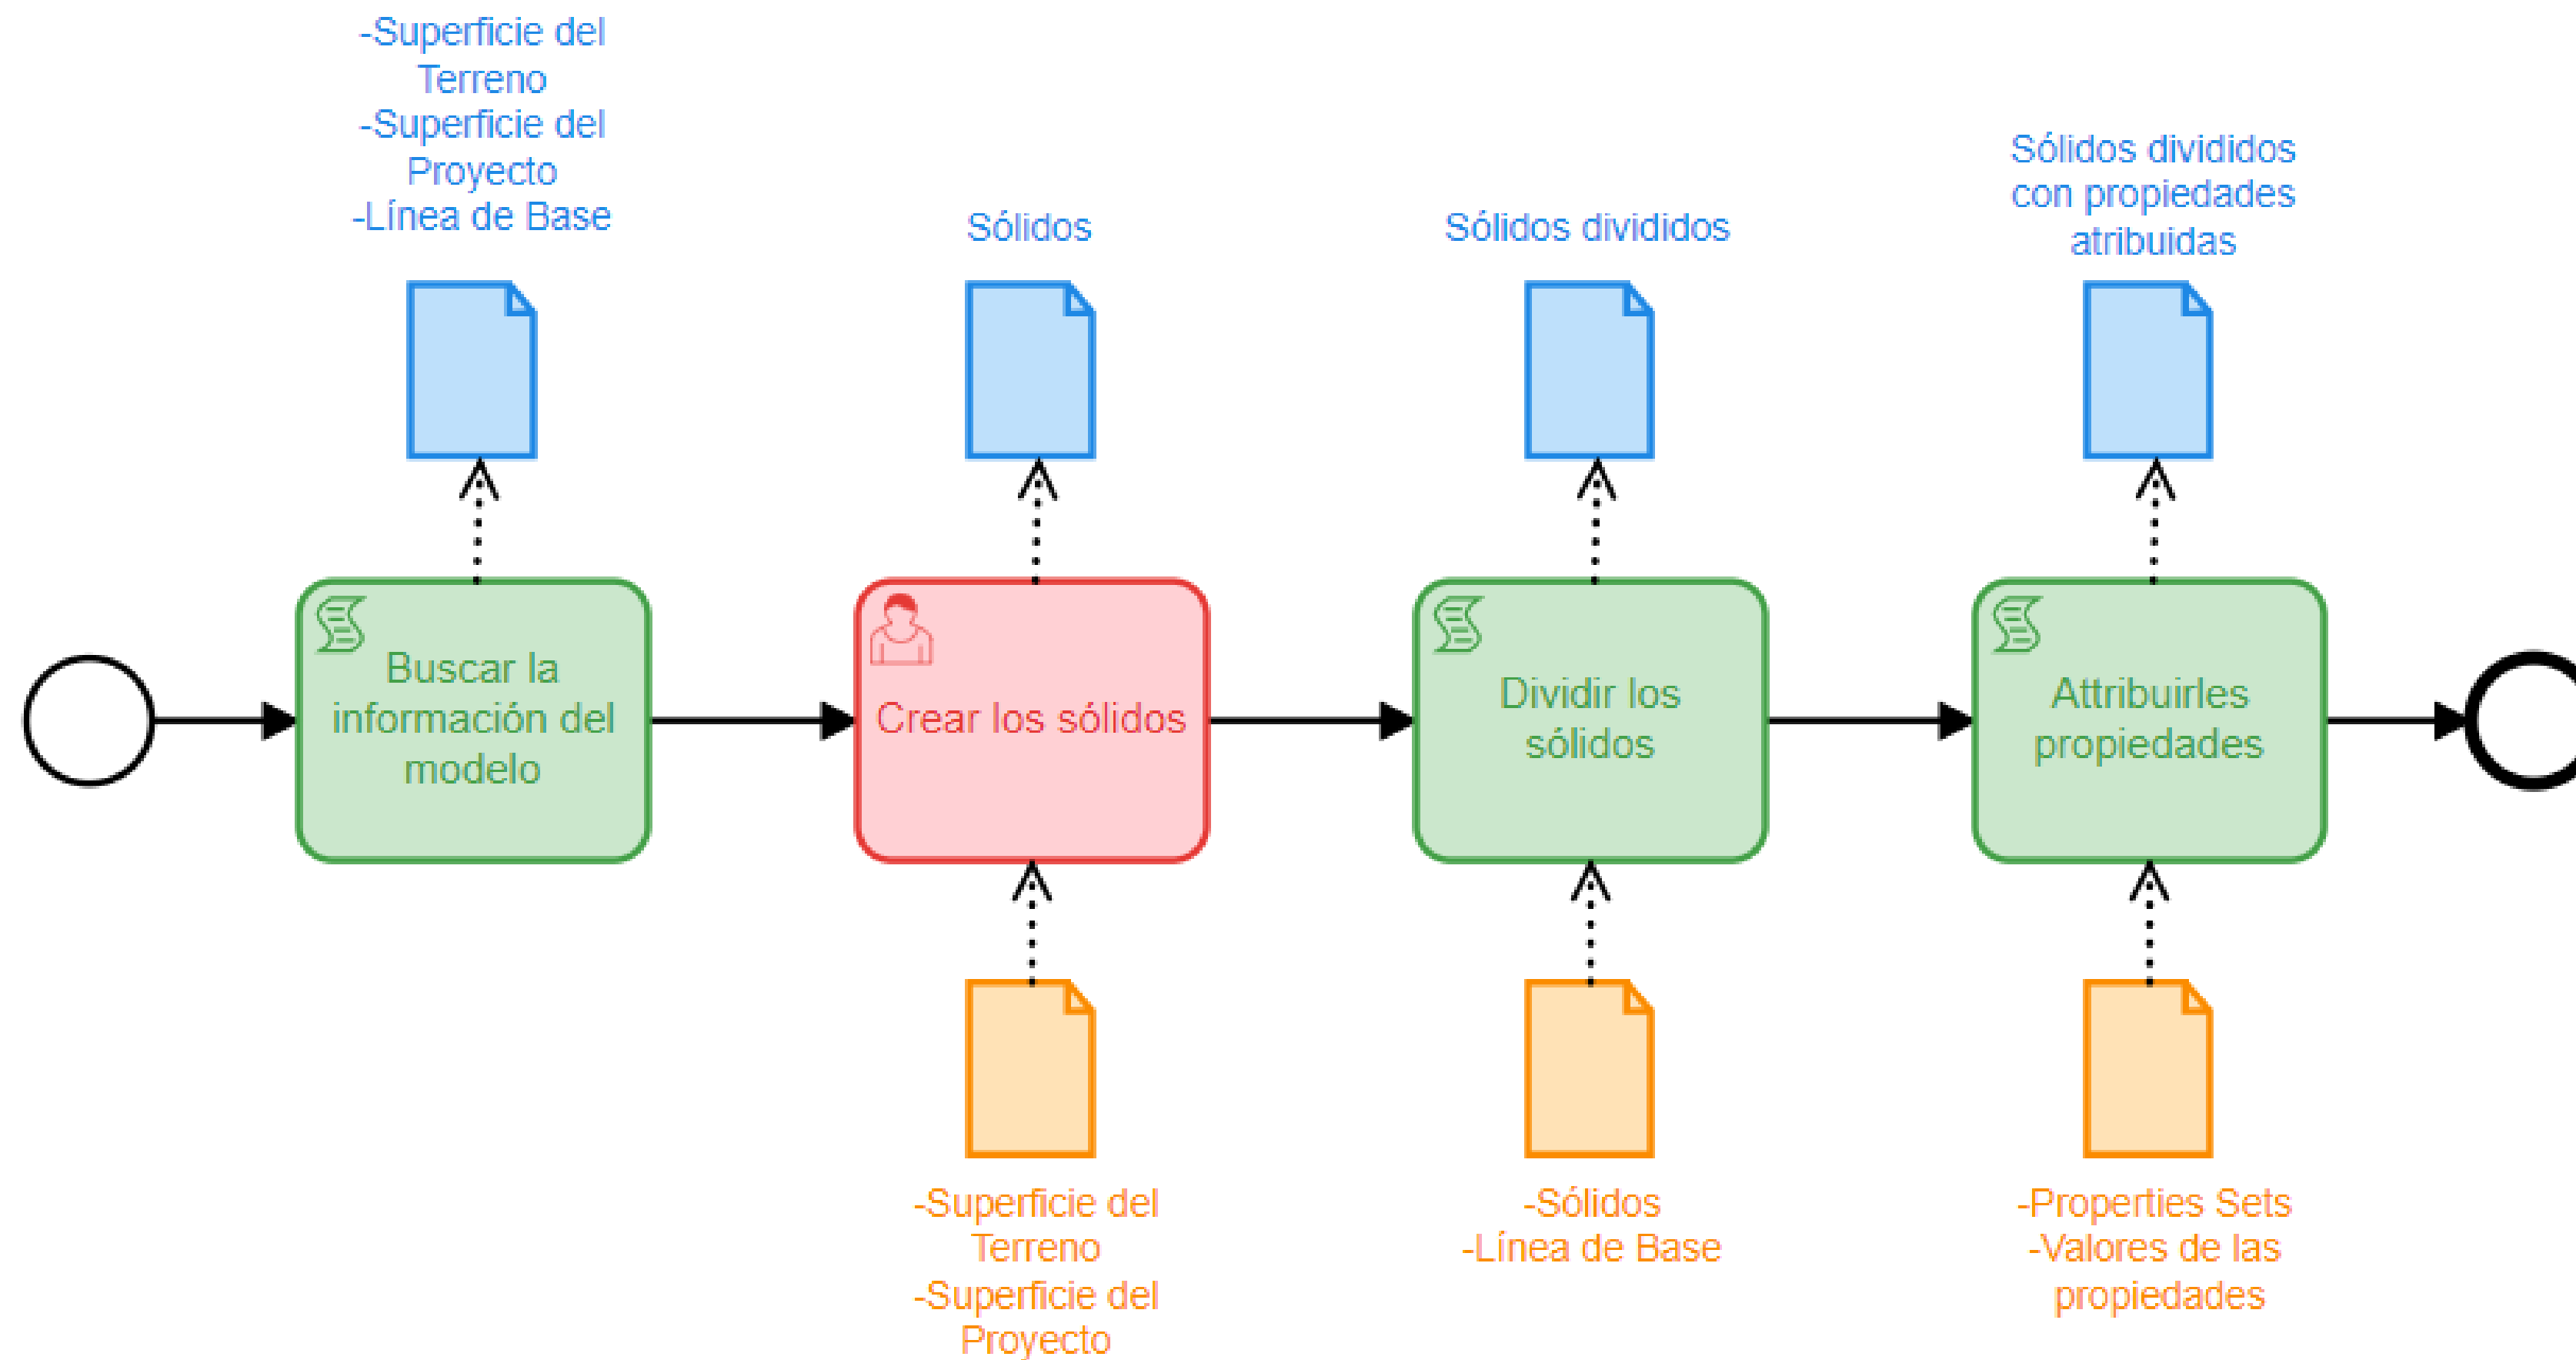 -Superficie del
Terreno
-Superficie del
Proyecto
-Línea de Base
Sólidos
Sólidos divididos
Sólidos divididos
con propiedades
atribuidas
Buscar la
información del
modelo
Crear los sólidos
Dividir los
sólidos
Attribuirles
propiedades
-Superficie del
Terreno
-Superficie del
Proyecto
-Sólidos
-Línea de Base
-Properties Sets
-Valores de las
propiedades